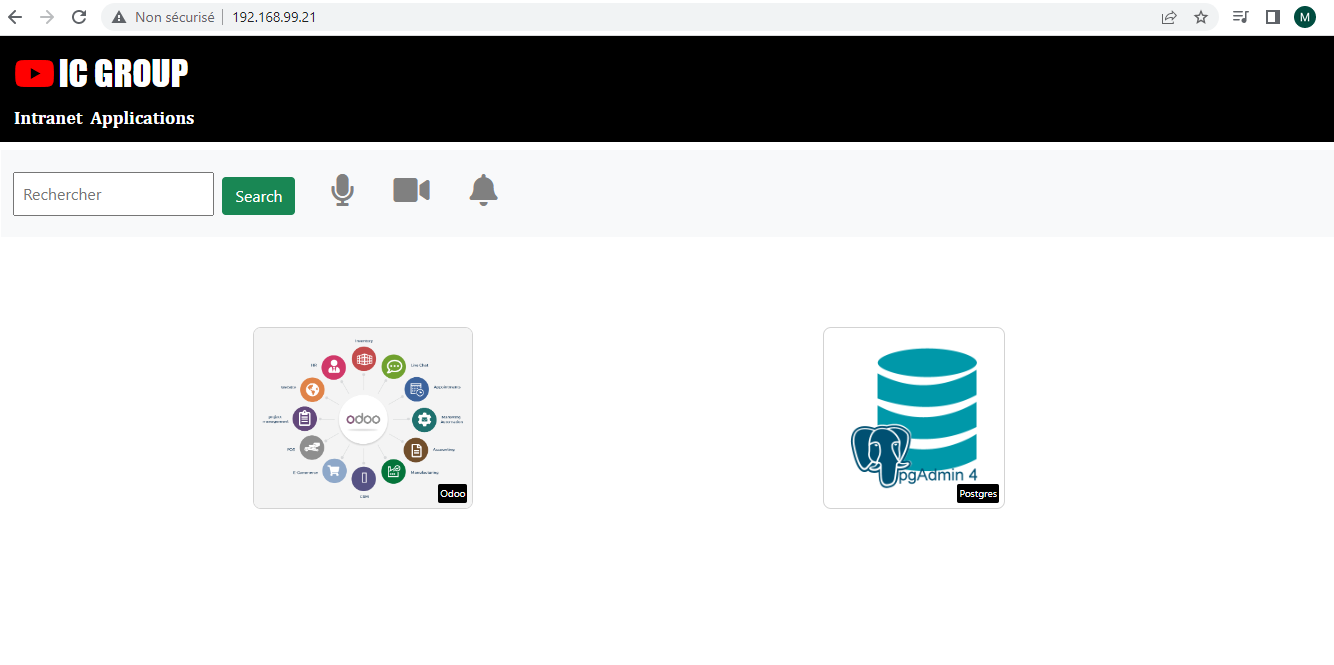 Non sécurisé 192.168.99.21
M
IC GROUP
Intranet Applications
Rechercher
Search
Inventory
HR
Live Chat
Appointments
project
management
odoo
Marketing
Automation
POS
Accounting
E-Commerce
Manufacturing
CRM
Odoo
pgAdmin 4
Postgres